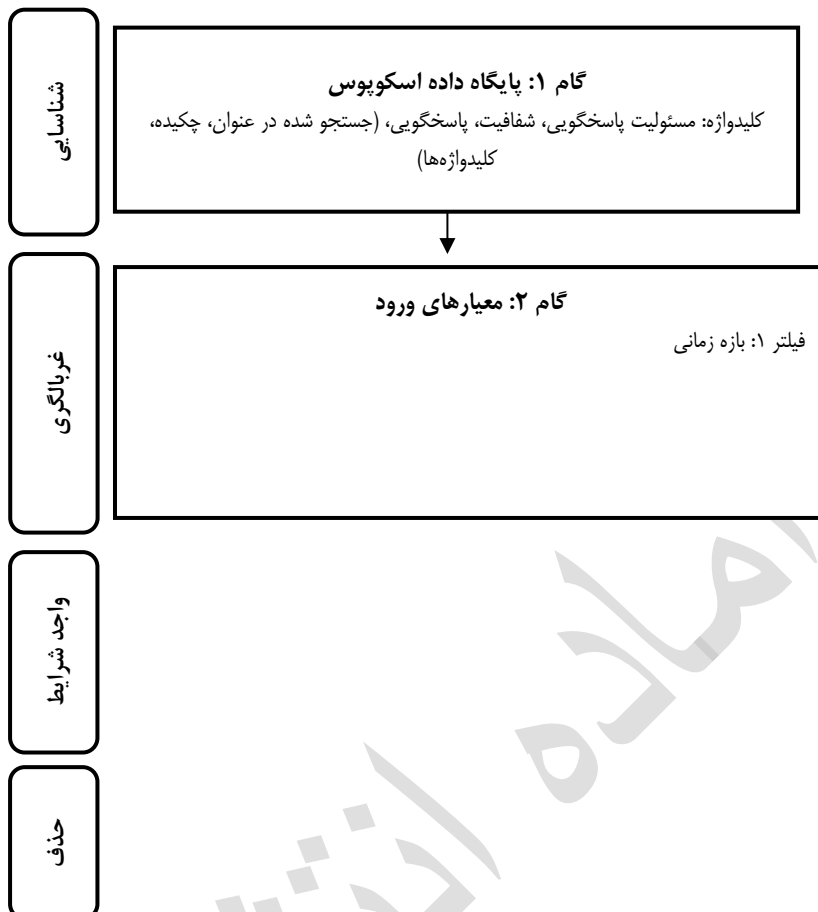 شناسایی
گام ۱: پایگاه داده اسکوپوس
کلیدواژه: مسئولیت پاسخگویی، شفافیت، پاسخگویی، (جستجو شده در عنوان، چکیده،
کلیدواژه‌ها)
غربالگری
گام ۲: معیارهای ورود
فیلتر ۱: بازه زمانی
واجد شرایط
حذف